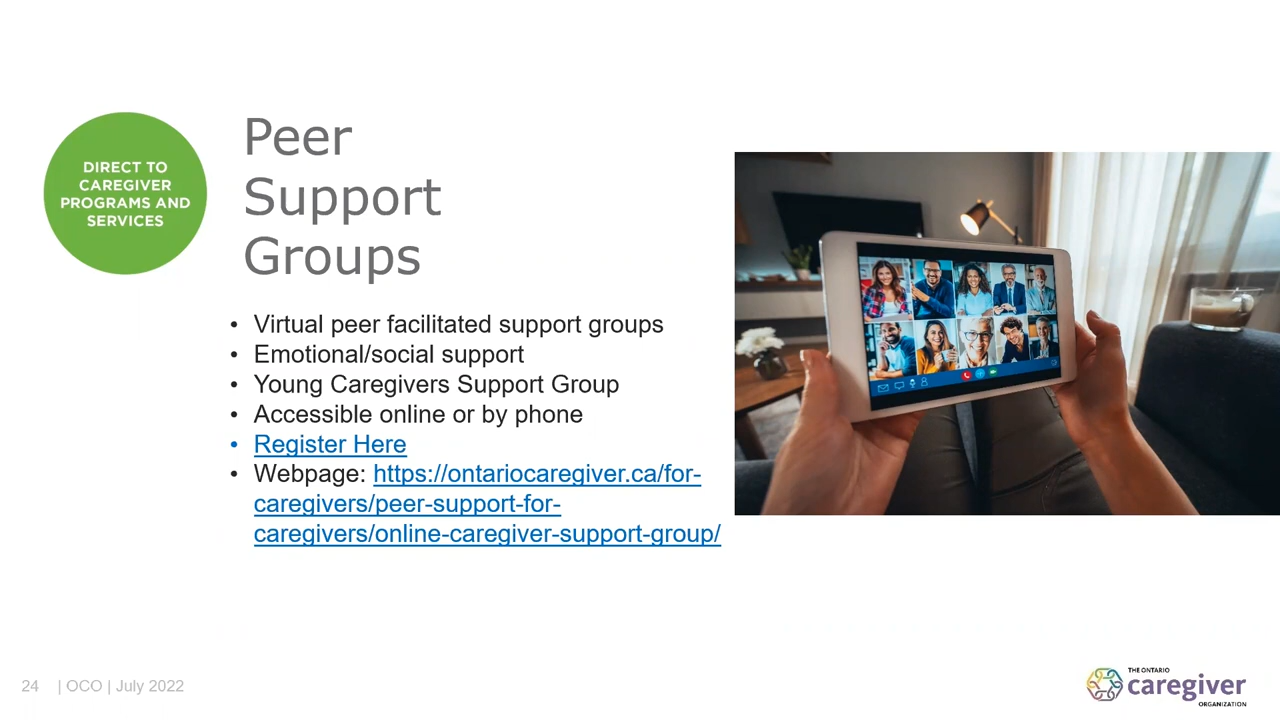 DIRECT TO
CAREGIVER
PROGRAMS AND
SERVICES
Peer
Support
Groups
• Virtual peer facilitated support groups
• Emotional/social support
• Young Caregivers Support Group
• Accessible online or by phone
• Register Here
• Webpage: https://ontariocaregiver.ca/for-
caregivers/peer-support-for-
caregivers/online-caregiver-support-group/
24 | OCO | July 2022
THE ONTARIO
caregiver
ORGANIZATION